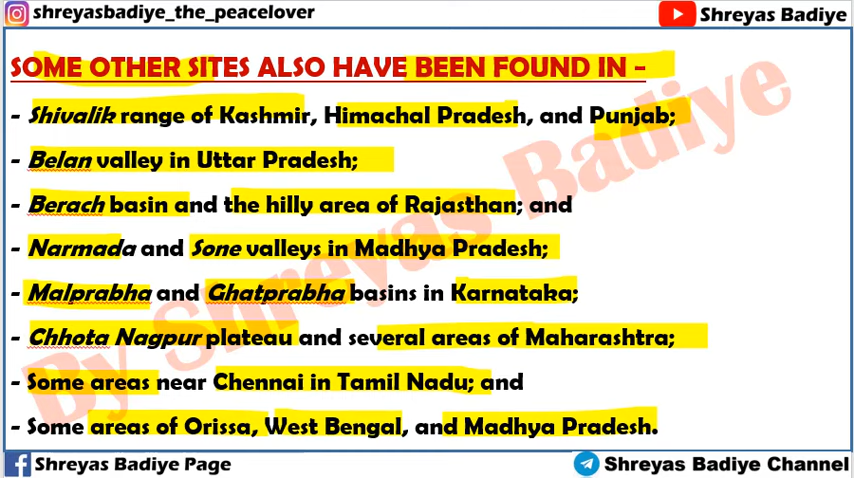 shreyasbadiye_the_peacelover
Shreyas Badiye
SOME OTHER SITES ALSO HAVE BEEN FOUND IN -
- Shivalik range of Kashmir, Himachal Pradesh, and Punjab;
- Belan valley in Uttar Pradesh;
- Berach basin and the hilly area of Rajasthan; and
- Narmada and Sone valleys in Madhya Pradesh;
- Malprabha and Ghatprabha basins in Karnataka;
- Chhota Nagpur plateau and several areas of Maharashtra;
- Some areas near Chennai in Tamil Nadu; and
- Some areas of Orissa, West Bengal, and Madhya Pradesh.
By Shreyas Badiye
Shreyas Badiye Page
Shreyas Badiye Channel